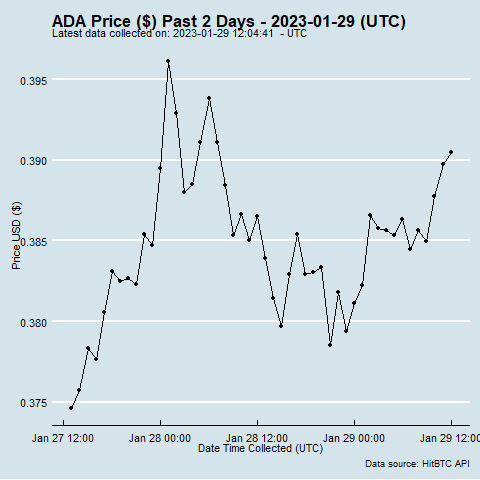 ADA Price ($) Past 2 Days - 2023-01-29 (UTC)
Latest data collected on: 2023-01-29 12:04:41 - UTC
0.395
0.390
0.385
0.380
0.375
Price USD ($)
Jan 27 12:00 Jan 28 00:00 Jan 28 12:00 Jan 29 00:00 Jan 29 12:00
Date Time Collected (UTC)
Data source: HitBTC API